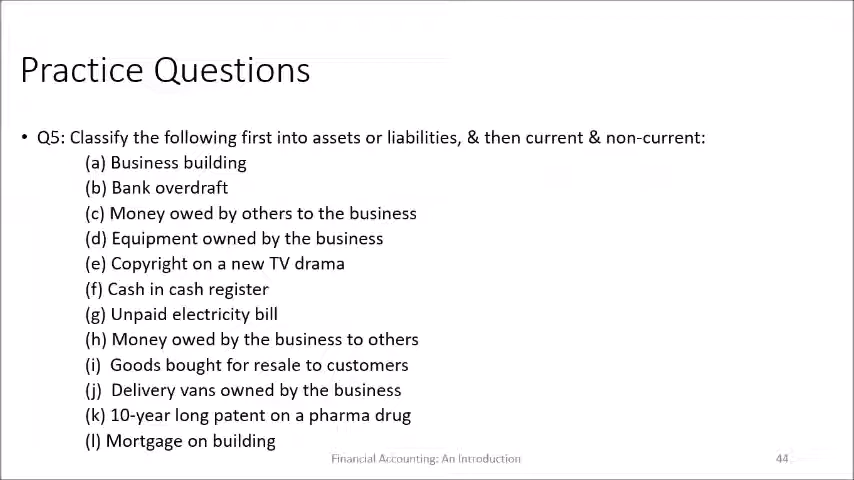 Practice Questions
• Q5: Classify the following first into assets or liabilities, & then current & non-current:
(a) Business building
(b) Bank overdraft
(c) Money owed by others to the business
(d) Equipment owned by the business
(e) Copyright on a new TV drama
(f) Cash in cash register
(g) Unpaid electricity bill
(h) Money owed by the business to others
(i) Goods bought for resale to customers
(j) Delivery vans owned by the business
(k) 10-year long patent on a pharma drug
(l) Mortgage on building
Financial Accounting: An Introduction 44